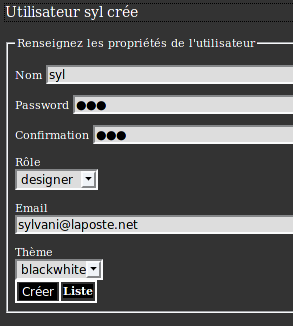 Utilisateur syl crée
Renseignez les propriétés de l'utilisateur
Nom syl
Password ●●●
Confirmation ●●●
Rôle
designer
Email
sylvani@laposte.net
Thème
blackwhite
Créer Liste